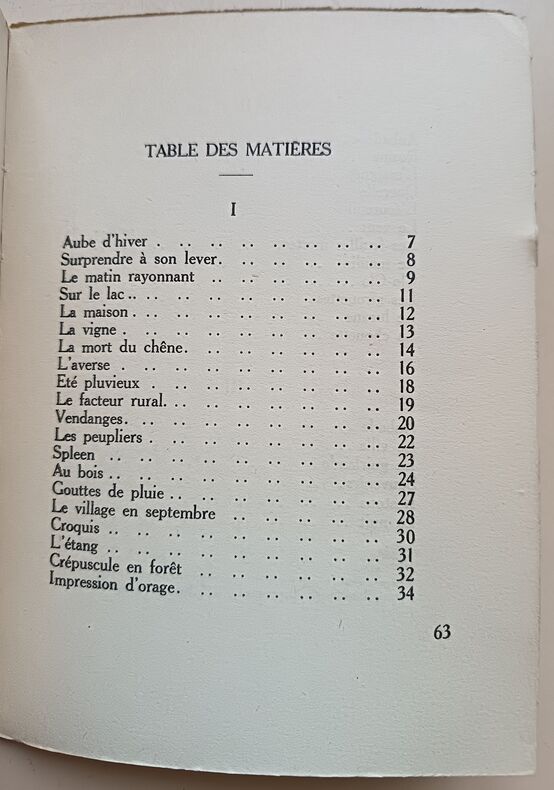 TABLE DES MATIÈRES
I
Aube d'hiver . .. .. .. .. .. .. .. 7
Surprendre à son lever. .. .. .. .. .. .. 8
Le matin rayonnant .. .. .. .. .. .. .. 9
Sur le lac .. .. .. .. .. .. .. .. .. 11
La maison . .. .. .. .. .. .. .. .. 12
La vigne . .. .. .. .. .. .. .. .. 13
La mort du chêne. .. .. .. .. .. .. .. 14
L'averse . .. .. .. .. .. .. .. .. 16
Eté pluvieux . .. .. .. .. .. .. .. 18
Le facteur rural. .. .. .. .. .. .. .. 19
Vendanges. .. .. .. .. .. .. .. .. 20
Les peupliers . .. .. .. .. .. .. .. 22
Spleen .. .. .. .. .. .. .. .. .. 23
Au bois .. .. .. .. .. .. .. .. .. 24
Gouttes de pluie .. .. .. .. .. .. .. .. 27
Le village en septembre .. .. .. .. .. .. 28
Croquis .. .. .. .. .. .. .. .. .. 30
L'étang .. .. .. .. .. .. .. .. .. 31
Crépuscule en forêt .. .. .. .. .. .. .. 32
Impression d'orage. .. .. .. .. .. .. .. 34
63